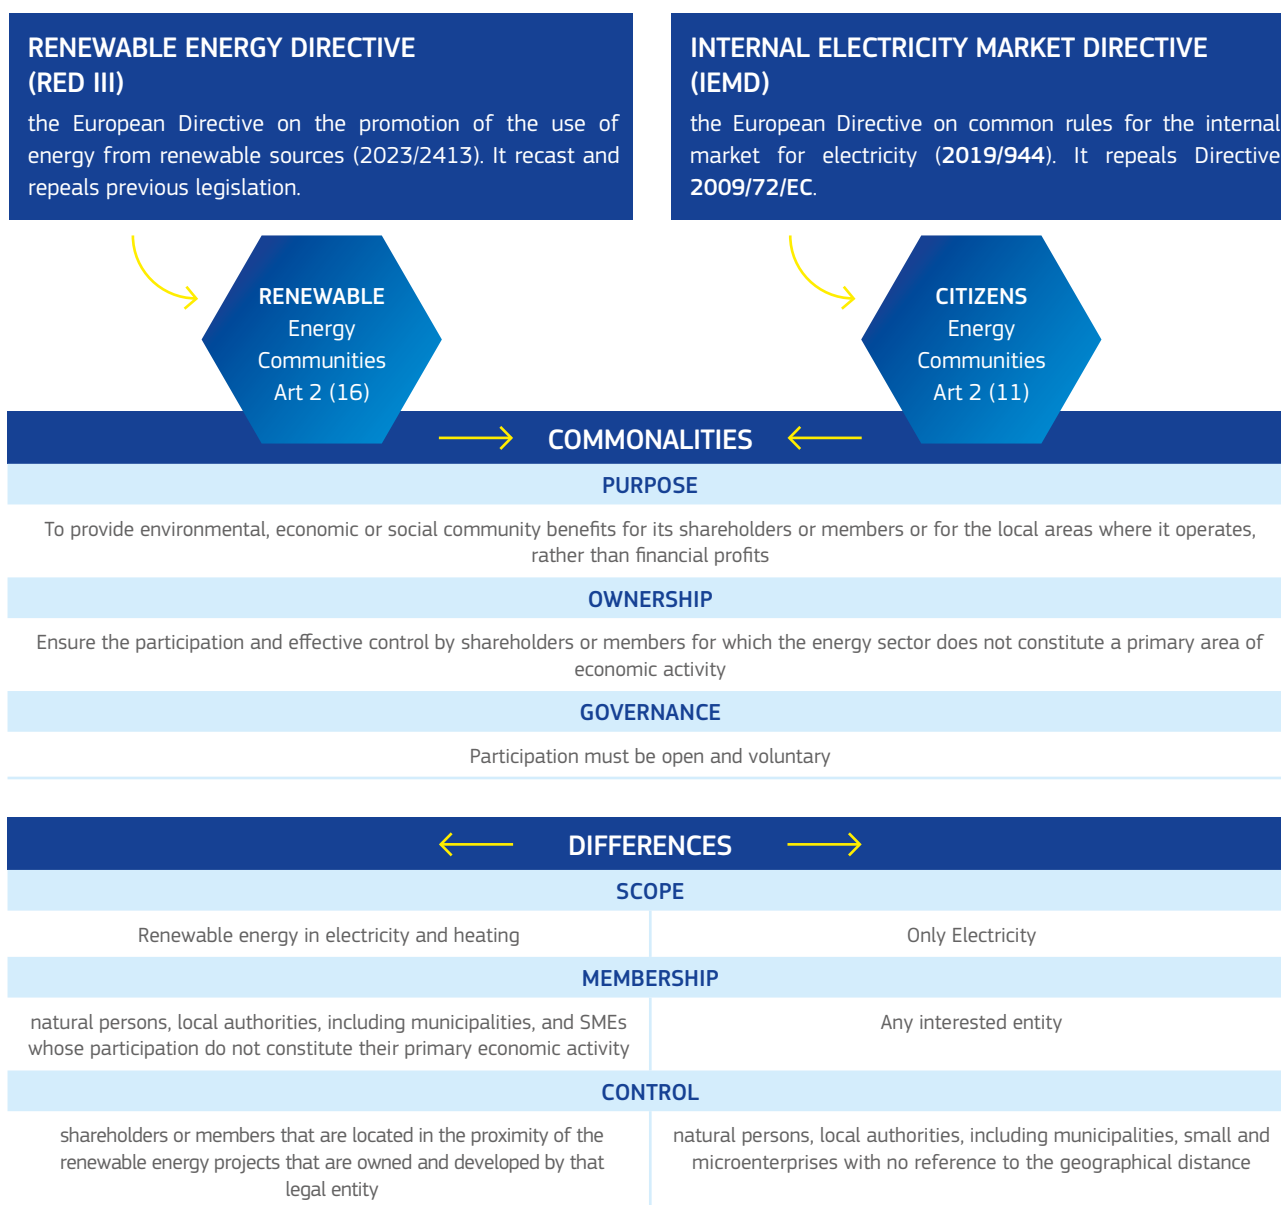 RENEWABLE ENERGY DIRECTIVE
(RED III)
the European Directive on the promotion of the use of
energy from renewable sources (2023/2413). It recast and
repeals previous legislation.
INTERNAL ELECTRICITY MARKET DIRECTIVE
(IEMD)
the European Directive on common rules for the internal
market for electricity (2019/944). It repeals Directive
2009/72/EC.
RENEWABLE
Energy
Communities
Art 2 (16)
CITIZENS
Energy
Communities
Art 2 (11)
COMMONALITIES
PURPOSE
To provide environmental, economic or social community benefits for its shareholders or members or for the local areas where it operates,
rather than financial profits
OWNERSHIP
Ensure the participation and effective control by shareholders or members for which the energy sector does not constitute a primary area of
economic activity
GOVERNANCE
Participation must be open and voluntary
DIFFERENCES
SCOPE
Renewable energy in electricity and heating
Only Electricity
MEMBERSHIP
natural persons, local authorities, including municipalities, and SMEs
whose participation do not constitute their primary economic activity
Any interested entity
CONTROL
shareholders or members that are located in the proximity of the
renewable energy projects that are owned and developed by that
legal entity
natural persons, local authorities, including municipalities, small and
microenterprises with no reference to the geographical distance